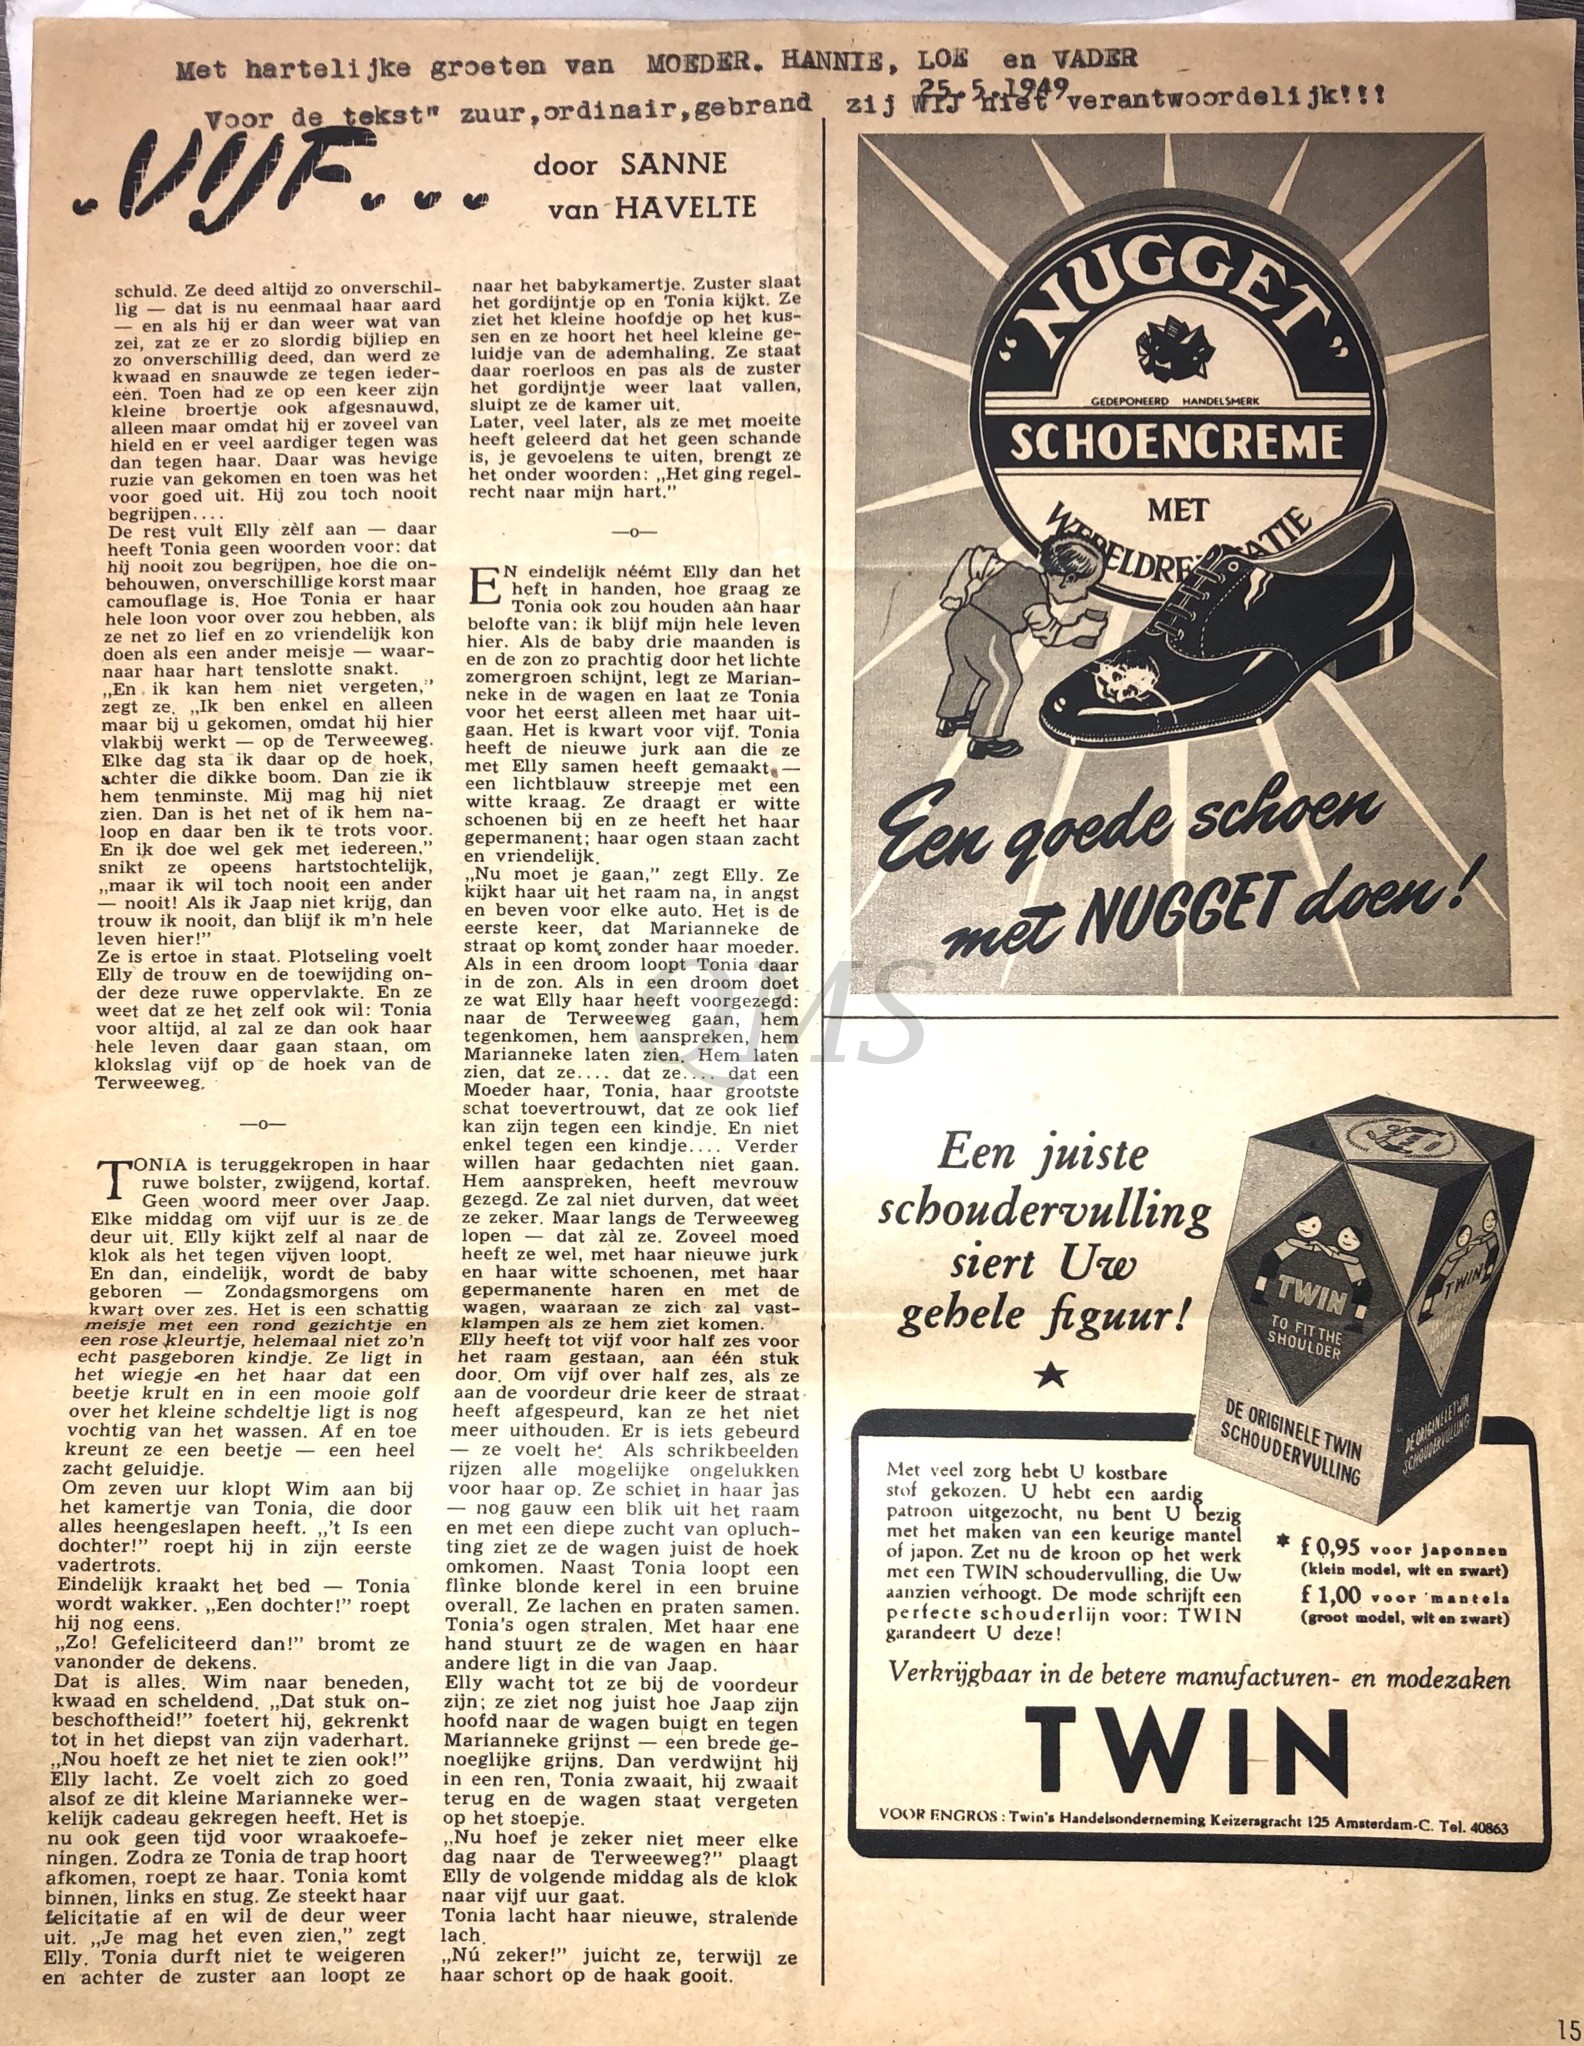 Met hartelijke groeten van MOEDER. HANNIE, LOE en VADER
25.5.1949
Voor de tekst" zuur,ordinair,gebrand zij WIJ niet verantwoordelijk!!!
.VIJF...
door SANNE
van HAVELTE
schuld. Ze deed altijd zo onverschil-
lig — dat is nu eenmaal haar aard
— en als hij er dan weer wat van
zei, zat ze er zo slordig bijliep en
zo onverschillig deed, dan werd ze
kwaad en snauwde ze tegen ieder-
een. Toen had ze op een keer zijn
kleine broertje ook afgesnauwd,
alleen maar omdat hij er zoveel van
hield en er veel aardiger tegen was
dan tegen haar. Daar was hevige
ruzie van gekomen en toen was het
voor goed uit. Hij zou toch nooit
begrijpen....
De rest vult Elly zèlf aan — daar
heeft Tonia geen woorden voor: dat
hij nooit zou begrijpen, hoe die on-
behouwen, onverschillige korst maar
camouflage is. Hoe Tonia er haar
hele loon voor over zou hebben, als
ze net zo lief en zo vriendelijk kon
doen als een ander meisje — waar-
naar haar hart tenslotte snakt.
„En ik kan hem niet vergeten,”
zegt ze. „Ik ben enkel en alleen
maar bij u gekomen, omdat hij hier
vlakbij werkt — op de Terweeweg.
Elke dag sta ik daar op de hoek,
achter die dikke boom. Dan zie ik
hem tenminste. Mij mag hij niet
zien. Dan is het net of ik hem na-
loop en daar ben ik te trots voor.
En ik doe wel gek met iedereen,”
snikt ze opeens hartstochtelijk,
„maar ik wil toch nooit een ander
— nooit! Als ik Jaap niet krijg, dan
trouw ik nooit, dan blijf ik m'n hele
leven hier!”
Ze is ertoe in staat. Plotseling voelt
Elly de trouw en de toewijding on-
der deze ruwe oppervlakte. En ze
weet dat ze het zelf ook wil: Tonia
voor altijd, al zal ze dan ook haar
hele leven daar gaan staan, om
klokslag vijf op de hoek van de
Terweeweg.
—o—
TONIA is teruggekropen in haar
ruwe bolster, zwijgend, kortaf.
Geen woord meer over Jaap.
Elke middag om vijf uur is ze de
deur uit. Elly kijkt zelf al naar de
klok als het tegen vijven loopt.
En dan, eindelijk, wordt de baby
geboren — Zondagsmorgens om
kwart over zes. Het is een schattig
meisje met een rond gezichtje en
een rose kleurtje, helemaal niet zo'n
echt pasgeboren kindje. Ze ligt in
het wiegje en het haar dat een
beetje krult en in een mooie golf
over het kleine schdeltje ligt is nog
vochtig van het wassen. Af en toe
kreunt ze een beetje — een heel
zacht geluidje.
Om zeven uur klopt Wim aan bij
het kamertje van Tonia, die door
alles heengeslapen heeft. „'t Is een
dochter!” roept hij in zijn eerste
vadertrots.
Eindelijk kraakt het bed — Tonia
wordt wakker. „Een dochter!” roept
hij nog eens.
„Zo! Gefeliciteerd dan!” bromt ze
vanonder de dekens.
Dat is alles. Wim naar beneden,
kwaad en scheldend. „Dat stuk on-
beschoftheid!” foetert hij, gekrenkt
tot in het diepst van zijn vaderhart.
„Nou hoeft ze het niet te zien ook!”
Elly lacht. Ze voelt zich zo goed
alsof ze dit kleine Marianneke wer-
kelijk cadeau gekregen heeft. Het is
nu ook geen tijd voor wraakoefe-
ningen. Zodra ze Tonia de trap hoort
afkomen, roept ze haar. Tonia komt
binnen, links en stug. Ze steekt haar
felicitatie af en wil de deur weer
uit. „Je mag het even zien,” zegt
Elly. Tonia durft niet te weigeren
en achter de zuster aan loopt ze
naar het babykamertje. Zuster slaat
het gordijntje op en Tonia kijkt. Ze
ziet het kleine hoofdje op het kus-
sen en ze hoort het heel kleine ge-
luidje van de ademhaling. Ze staat
daar roerloos en pas als de zuster
het gordijntje weer laat vallen,
sluipt ze de kamer uit.
Later, veel later, als ze met moeite
heeft geleerd dat het geen schande
is, je gevoelens te uiten, brengt ze
het onder woorden: „Het ging regel-
recht naar mijn hart.”
—o—
EN eindelijk néémt Elly dan het
heft in handen, hoe graag ze
Tonia ook zou houden aan haar
belofte van: ik blijf mijn hele leven
hier. Als de baby drie maanden is
en de zon zo prachtig door het lichte
zomergroen schijnt, legt ze Marian-
neke in de wagen en laat ze Tonia
voor het eerst alleen met haar uit-
gaan. Het is kwart voor vijf. Tonia
heeft de nieuwe jurk aan die ze
met Elly samen heeft gemaakt —
een lichtblauw streepje met een
witte kraag. Ze draagt er witte
schoenen bij en ze heeft het haar
gepermanent; haar ogen staan zacht
en vriendelijk.
„Nu moet je gaan,” zegt Elly. Ze
kijkt haar uit het raam na, in angst
en beven voor elke auto. Het is de
eerste keer, dat Marianneke de
straat op komt zonder haar moeder.
Als in een droom loopt Tonia daar
in de zon. Als in een droom doet
ze wat Elly haar heeft voorgezegd:
naar de Terweeweg gaan, hem
tegenkomen, hem aanspreken, hem
Marianneke laten zien. Hem laten
zien, dat ze.... dat ze.... dat een
Moeder haar, Tonia, haar grootste
schat toevertrouwt, dat ze ook lief
kan zijn tegen een kindje. En niet
enkel tegen een kindje.... Verder
willen haar gedachten niet gaan.
Hem aanspreken, heeft mevrouw
gezegd. Ze zal niet durven, dat weet
ze zeker. Maar langs de Terweeweg
lopen — dat zàl ze. Zoveel moed
heeft ze wel, met haar nieuwe jurk
en haar witte schoenen, met haar
gepermanente haren en met de
wagen, waaraan ze zich zal vast-
klampen als ze hem ziet komen.
Elly heeft tot vijf voor half zes voor
het raam gestaan, aan één stuk
door. Om vijf over half zes, als ze
aan de voordeur drie keer de straat
heeft afgespeurd, kan ze het niet
meer uithouden. Er is iets gebeurd
— ze voelt het. Als schrikbeelden
rijzen alle mogelijke ongelukken
voor haar op. Ze schiet in haar jas
— nog gauw een blik uit het raam
en met een diepe zucht van opluch-
ting ziet ze de wagen juist de hoek
omkomen. Naast Tonia loopt een
flinke blonde kerel in een bruine
overall. Ze lachen en praten samen.
Tonia's ogen stralen. Met haar ene
hand stuurt ze de wagen en haar
andere ligt in die van Jaap.
Elly wacht tot ze bij de voordeur
zijn; ze ziet nog juist hoe Jaap zijn
hoofd naar de wagen buigt en tegen
Marianneke grijnst — een brede ge-
noeglijke grijns. Dan verdwijnt hij
in een ren, Tonia zwaait, hij zwaait
terug en de wagen staat vergeten
op het stoepje.
„Nu hoef je zeker niet meer elke
dag naar de Terweeweg?” plaagt
Elly de volgende middag als de klok
naar vijf uur gaat.
Tonia lacht haar nieuwe, stralende
lach.
„Nú zeker!” juicht ze, terwijl ze
haar schort op de haak gooit.
“NUGGET”
GEDEPONEERD HANDELSMERK
SCHOENCREME
MET
Een goede schoen
met NUGGET doen!
QMS
Een juiste
schoudervulling
siert Uw
gehele figuur!
TWIN
TO FIT THE
SHOULDER
DE ORIGINELE TWIN
SCHOUDERVULLING
TWIN
DE ORIGINELE TWIN
SCHOUDERVULLING
Met veel zorg hebt U kostbare
stof gekozen. U hebt een aardig
patroon uitgezocht, nu bent U bezig
met het maken van een keurige mantel
of japon. Zet nu de kroon op het werk
met een TWIN schoudervulling, die Uw
aanzien verhoogt. De mode schrijft een
perfecte schouderlijn voor: TWIN
garandeert U deze!
* f 0,95 voor japonnen
(klein model, wit en zwart)
f 1,00 voor mantels
(groot model, wit en zwart)
Verkrijgbaar in de betere manufacturen- en modezaken
TWIN
VOOR ENGROS: Twin's Handelsonderneming Keizersgracht 125 Amsterdam-C. Tel. 40863
15